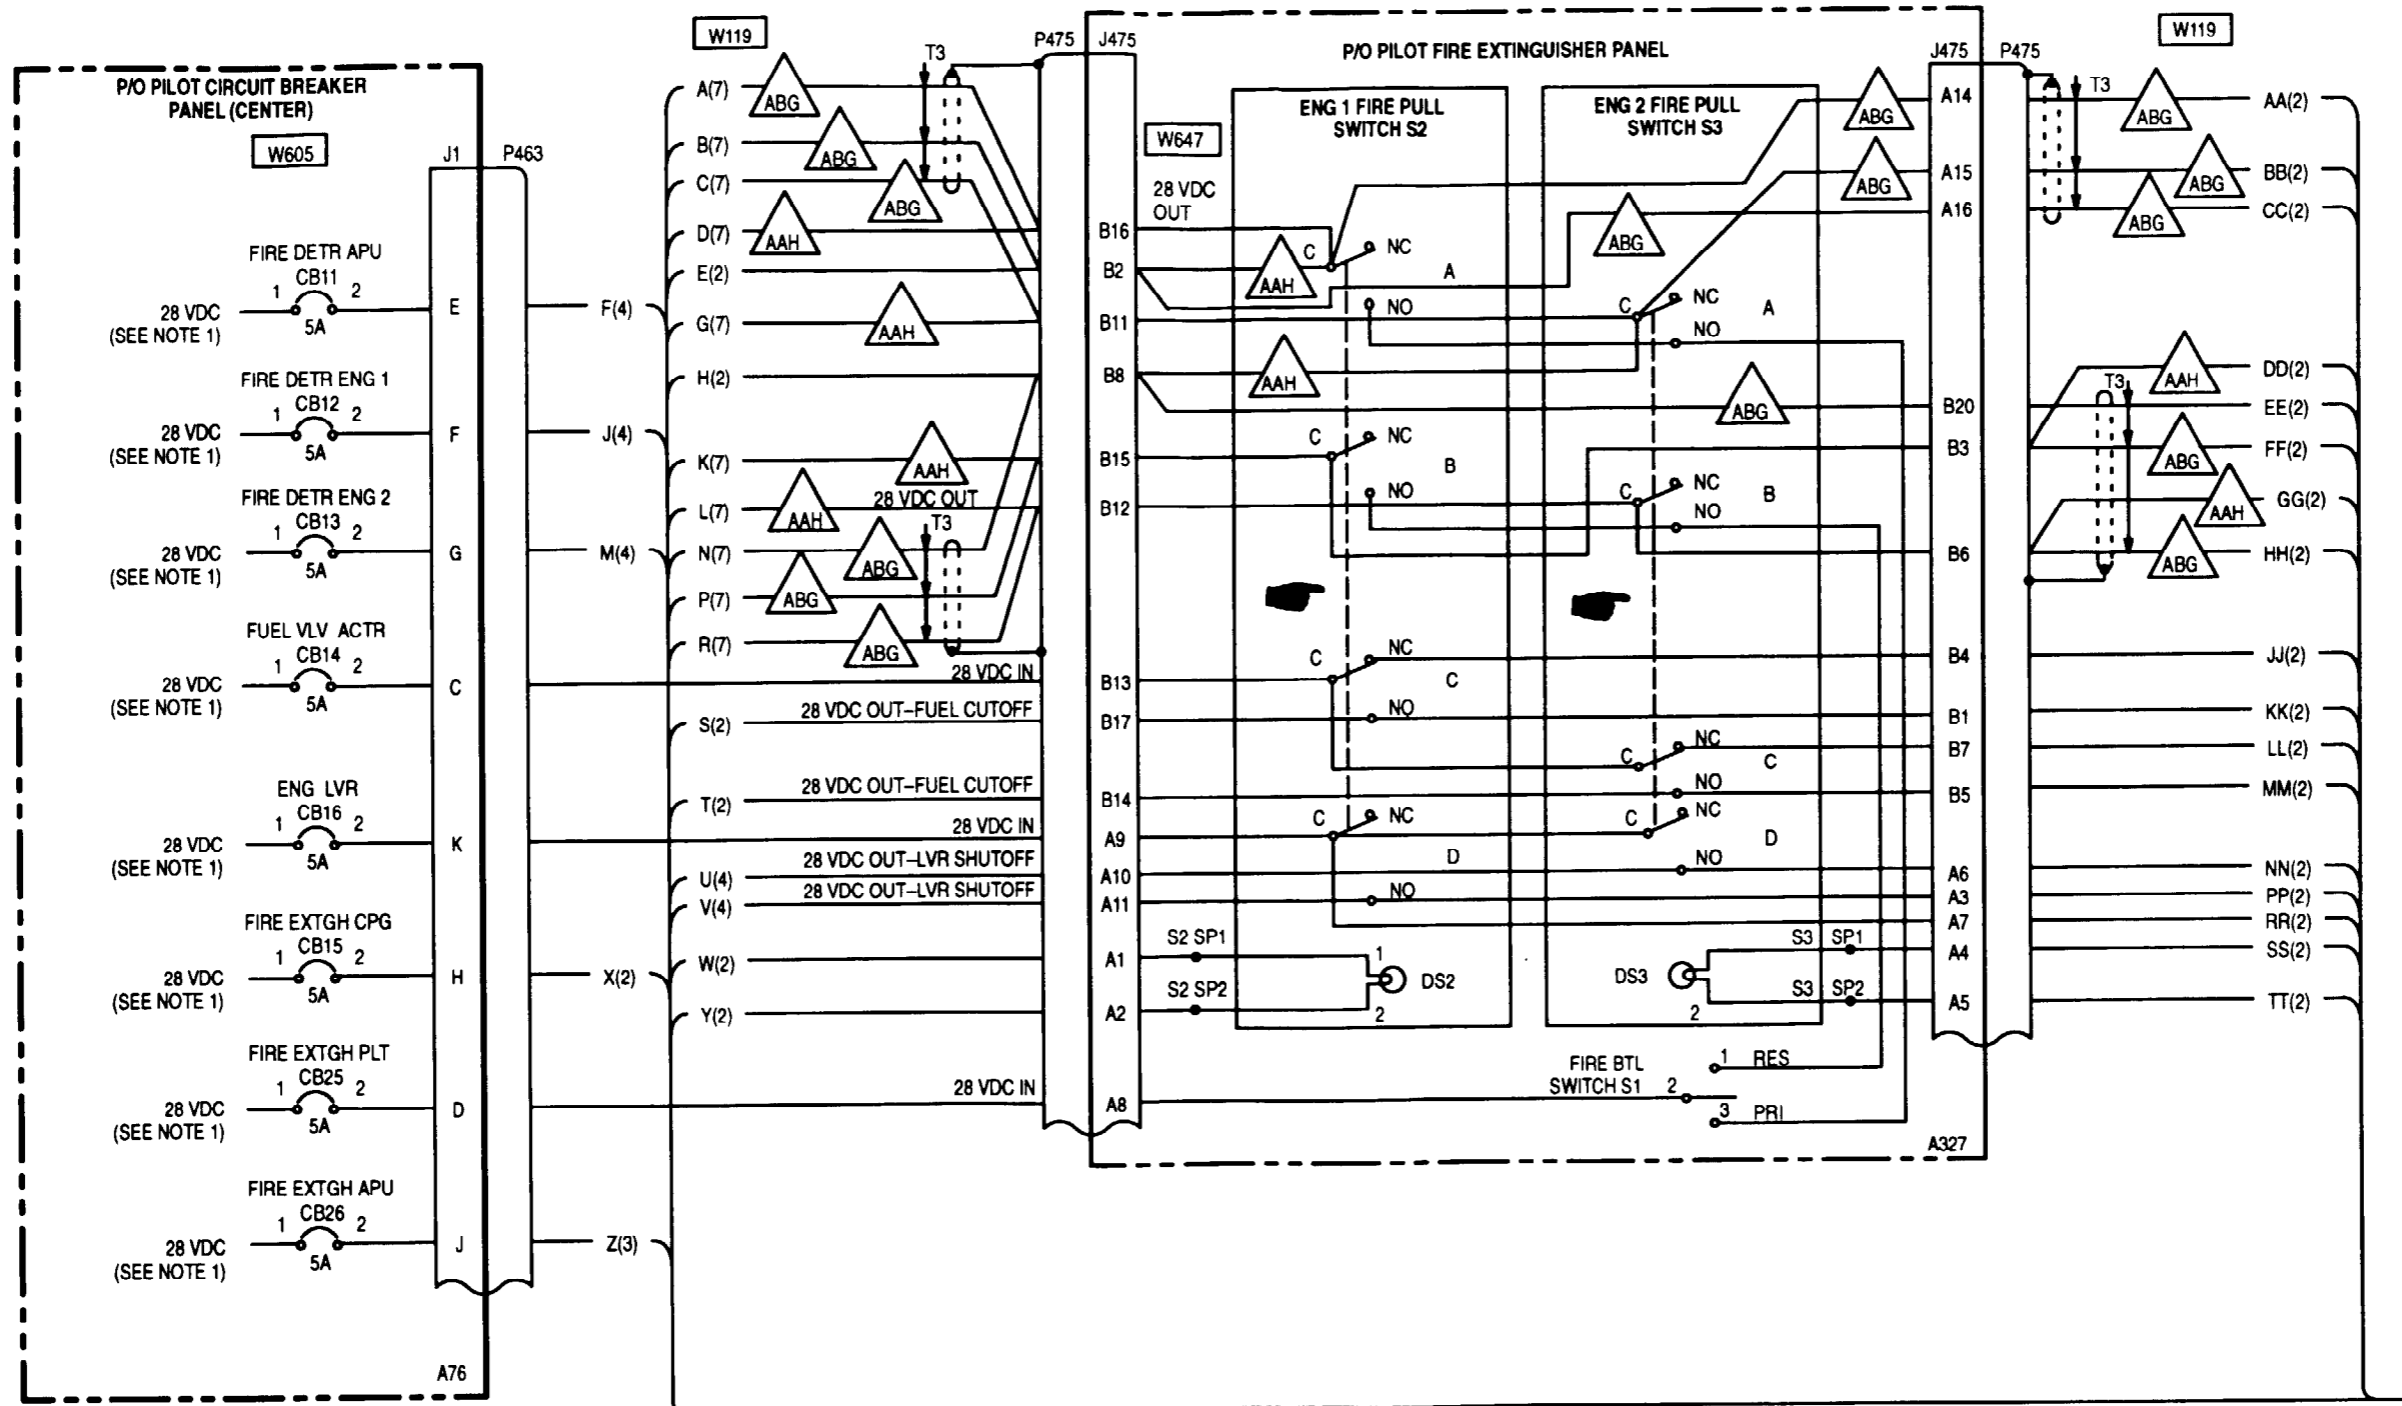 P/O PILOT CIRCUIT BREAKER
PANEL (CENTER)
W605
J1
P463
FIRE DETR APU
CB11
1
2
5A
28 VDC
(SEE NOTE 1)
E
F(4)
FIRE DETR ENG 1
CB12
1
2
5A
28 VDC
(SEE NOTE 1)
F
J(4)
FIRE DETR ENG 2
CB13
1
2
5A
28 VDC
(SEE NOTE 1)
G
M(4)
FUEL VLV ACTR
CB14
1
2
5A
28 VDC
(SEE NOTE 1)
C
ENG LVR
CB16
1
2
5A
28 VDC
(SEE NOTE 1)
K
FIRE EXTGH CPG
CB15
1
2
5A
28 VDC
(SEE NOTE 1)
H
X(2)
FIRE EXTGH PLT
CB25
1
2
5A
28 VDC
(SEE NOTE 1)
D
FIRE EXTGH APU
CB26
1
2
5A
28 VDC
(SEE NOTE 1)
J
Z(3)
A76
W119
T3
P475
J475
A(7)
ABG
B(7)
ABG
C(7)
ABG
D(7)
AAH
E(2)
G(7)
AAH
H(2)
K(7)
AAH
L(7)
AAH
28 VDC OUT
T3
N(7)
ABG
P(7)
ABG
R(7)
ABG
28 VDC IN
S(2)
28 VDC OUT–FUEL CUTOFF
T(2)
28 VDC OUT–FUEL CUTOFF
28 VDC IN
U(4)
28 VDC OUT–LVR SHUTOFF
V(4)
28 VDC OUT–LVR SHUTOFF
W(2)
Y(2)
28 VDC IN
P/O PILOT FIRE EXTINGUISHER PANEL
W647
28 VDC
OUT
B16
B2
B11
B8
B15
B12
B13
B17
B14
A9
A10
A11
A1
A2
A8
ENG 1 FIRE PULL
SWITCH S2
AAH
C
NC
A
NO
AAH
C
NC
B
NO
C
NC
C
NO
C
NC
D
NO
S2 SP1
1
DS2
S2 SP2
2
ENG 2 FIRE PULL
SWITCH S3
ABG
C
NC
A
NO
ABG
C
NC
B
NO
NC
C
C
NO
C
NC
D
NO
S3 SP1
DS3
S3 SP2
2
FIRE BTL
SWITCH S1
1
RES
2
3
PRI
A327
ABG
ABG
J475
P475
A14
A15
A16
B20
B3
B6
B4
B1
B7
B5
A6
A3
A7
A4
A5
W119
T3
ABG
AA(2)
ABG
BB(2)
ABG
CC(2)
AAH
DD(2)
T3
EE(2)
ABG
FF(2)
AAH
GG(2)
ABG
HH(2)
JJ(2)
KK(2)
LL(2)
MM(2)
NN(2)
PP(2)
RR(2)
SS(2)
TT(2)